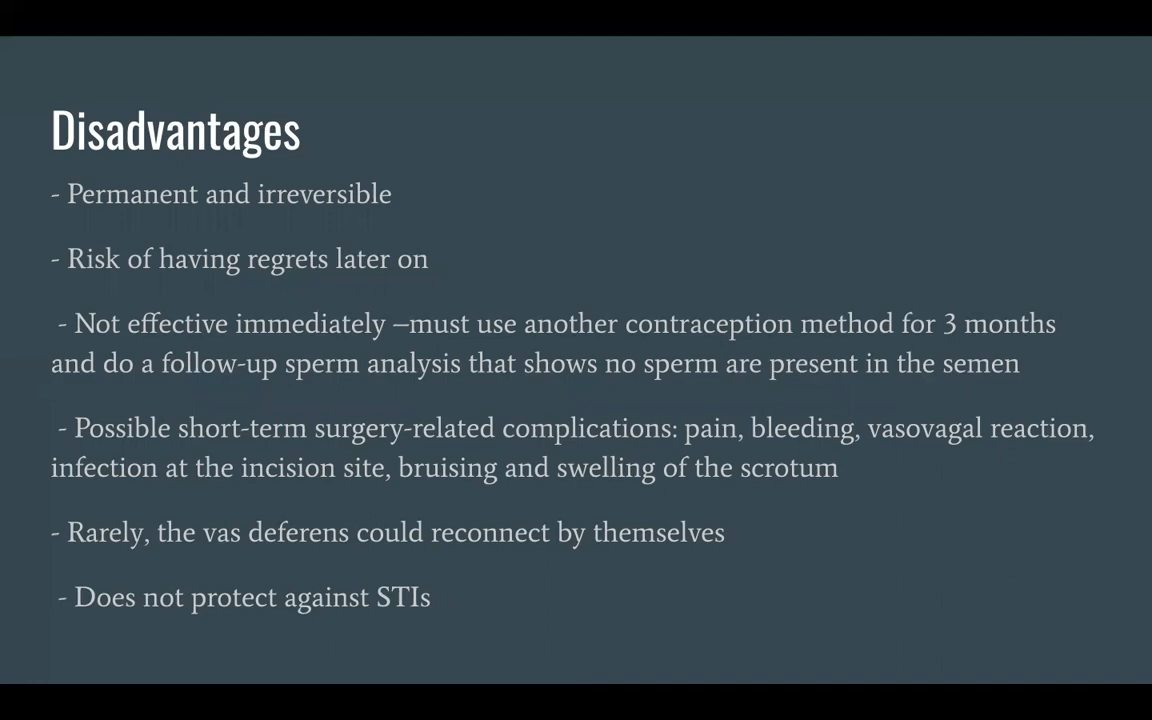 Disadvantages
- Permanent and irreversible
- Risk of having regrets later on
- Not effective immediately –must use another contraception method for 3 months
and do a follow-up sperm analysis that shows no sperm are present in the semen
- Possible short-term surgery-related complications: pain, bleeding, vasovagal reaction,
infection at the incision site, bruising and swelling of the scrotum
- Rarely, the vas deferens could reconnect by themselves
- Does not protect against STIs